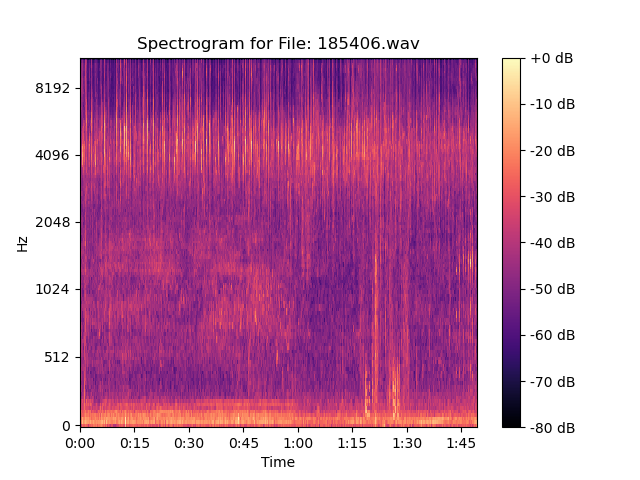 Spectrogram for File: 185406.wav
+0 dB
8192
-10 dB
4096
-20 dB
-30 dB
2048
Hz
-40 dB
1024
-50 dB
512
-60 dB
-70 dB
0
-80 dB
0:00 0:15 0:30 0:45 1:00 1:15 1:30 1:45
Time